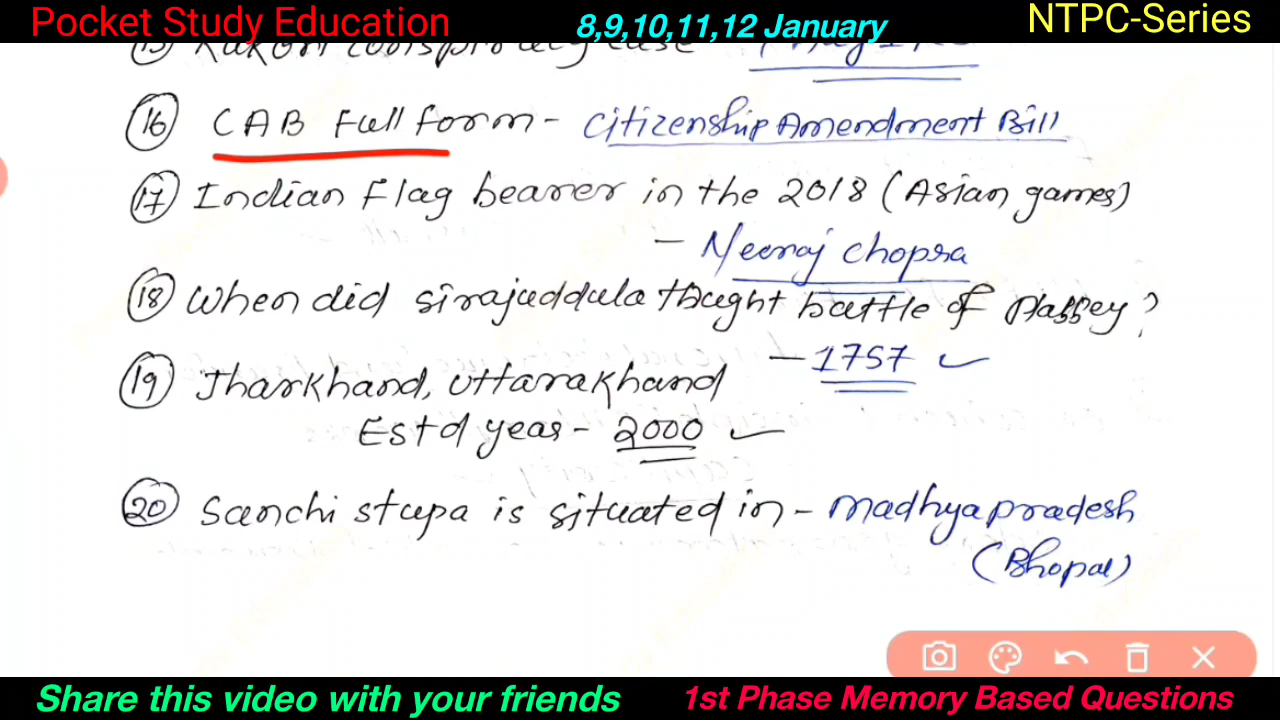 Pocket Study Education
8,9,10,11,12 January
NTPC-Series
16 CAB Full form - Citizenship Amendment Bill
17 Indian Flag bearer in the 2018 (Asian games)
- Neeraj chopra
18 When did sirajuddula fought battle of Plassey?
- 1757
19 Jharkhand, Uttarakhand
Estd year - 2000
20 Sanchi stupa is situated in - Madhya pradesh
(Bhopal)
Share this video with your friends
1st Phase Memory Based Questions